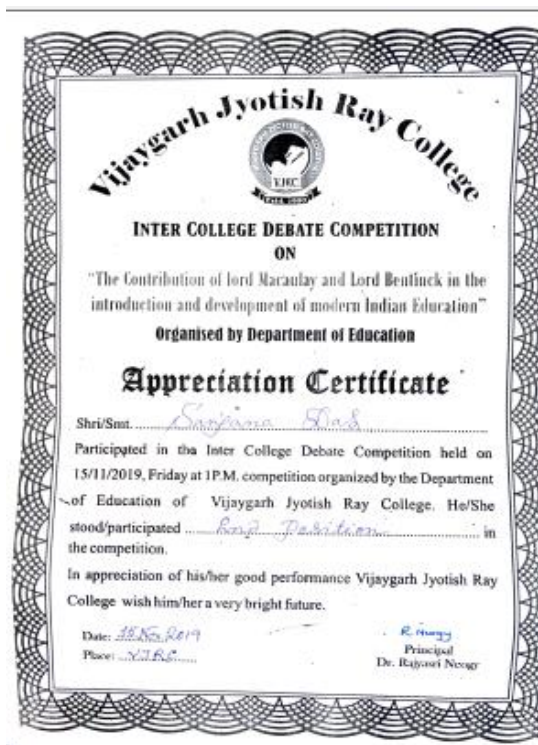 Vijaygarh Jyotish Ray College
V.J.R.C.
INTER COLLEGE DEBATE COMPETITION
ON
"The Contribution of lord Macaulay and Lord Bentinck in the
introduction and development of modern Indian Education"
Organised by Department of Education
Appreciation Certificate
Shri/Smt. Sanjana Das
Participated in the Inter College Debate Competition held on
15/11/2019, Friday at 1P.M. competition organized by the Department
of Education of Vijaygarh Jyotish Ray College. He/She
stood/participated 2nd Position in
the competition.
In appreciation of his/her good performance Vijaygarh Jyotish Ray
College wish him/her a very bright future.
Date: 2019
Place: V.J.R.C
R. Neogy
Principal
Dr. Rajyasri Neogy